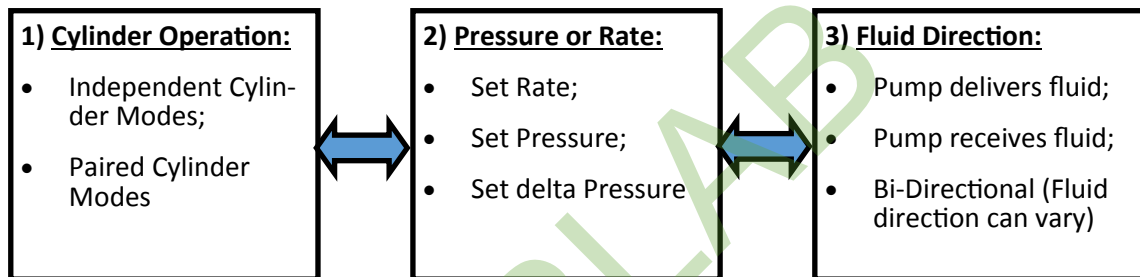 1) Cylinder Operation:
• Independent Cylin-
der Modes;
• Paired Cylinder
Modes
2) Pressure or Rate:
• Set Rate;
• Set Pressure;
• Set delta Pressure
3) Fluid Direction:
• Pump delivers fluid;
• Pump receives fluid;
• Bi-Directional (Fluid
direction can vary)
LAB